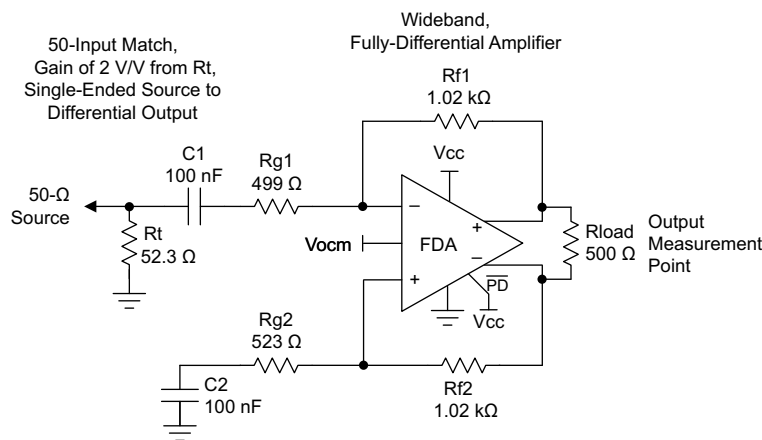 Wideband,
Fully-Differential Amplifier
50-Input Match,
Gain of 2 V/V from Rt,
Single-Ended Source to
Differential Output
Rf1
1.02 kΩ
C1
100 nF
Rg1
499 Ω
Vcc
50-Ω
Source
Rt
52.3 Ω
Vocm
−
+
FDA
+
−
PD
Vcc
Rload
500 Ω
Output
Measurement
Point
Rg2
523 Ω
C2
100 nF
Rf2
1.02 kΩ